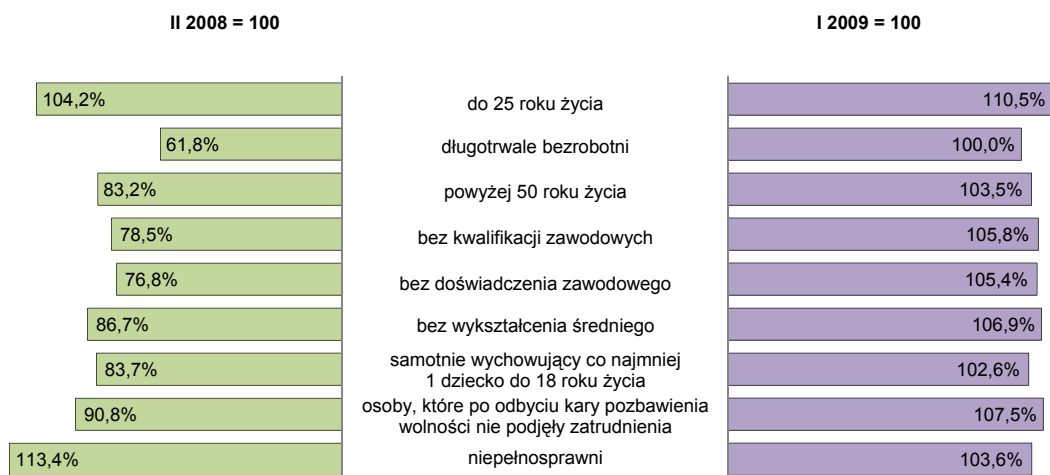 II 2008 = 100 I 2009 = 100
104,2% do 25 roku życia 110,5%
61,8% długotrwale bezrobotni 100,0%
83,2% powyżej 50 roku życia 103,5%
78,5% bez kwalifikacji zawodowych 105,8%
76,8% bez doświadczenia zawodowego 105,4%
86,7% bez wykształcenia średniego 106,9%
83,7% samotnie wychowujący co najmniej 102,6%
1 dziecko do 18 roku życia
90,8% osoby, które po odbyciu kary pozbawienia 107,5%
wolności nie podjęły zatrudnienia
113,4% niepełnosprawni 103,6%